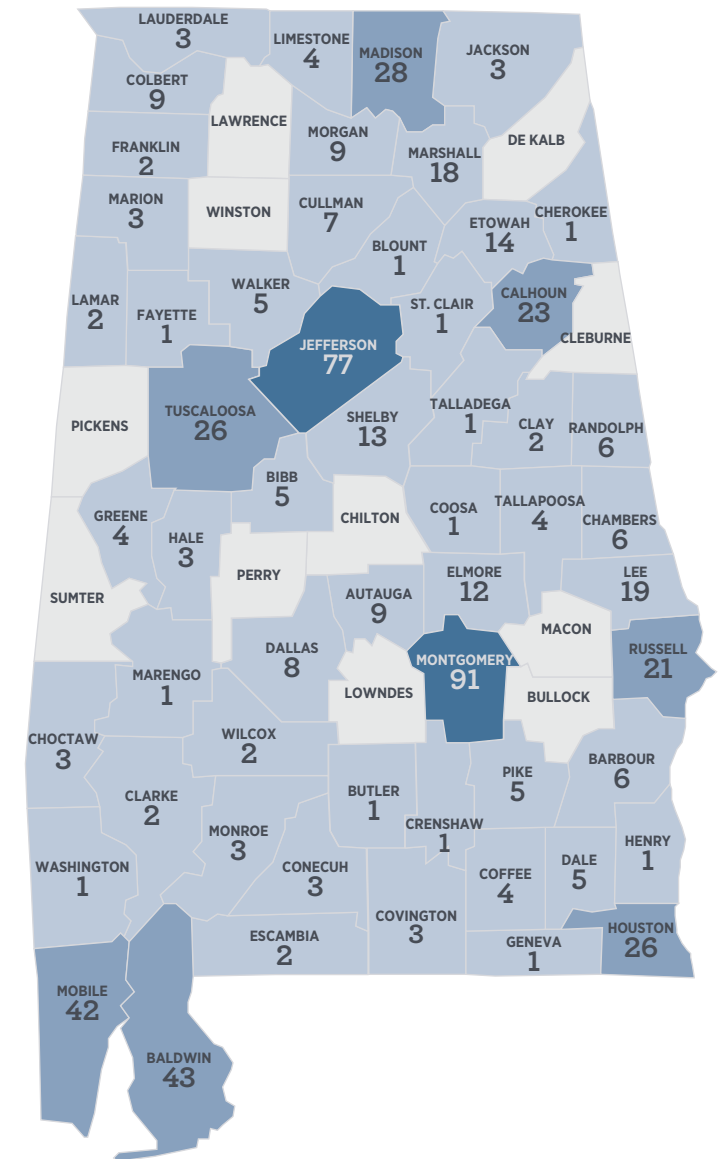 LAUDERDALE
3
LIMESTONE
4
MADISON
28
JACKSON
3
COLBERT
9
LAWRENCE
MORGAN
9
DE KALB
FRANKLIN
2
MARSHALL
18
MARION
3
WINSTON
CULLMAN
7
ETOWAH
14
CHEROKEE
1
BLOUNT
1
LAMAR
2
FAYETTE
1
WALKER
5
ST. CLAIR
1
CALHOUN
23
CLEBURNE
JEFFERSON
77
PICKENS
TUSCALOOSA
26
SHELBY
13
TALLADEGA
1
CLAY
2
RANDOLPH
6
BIBB
5
GREENE
4
HALE
3
CHILTON
COOSA
1
TALLAPOOSA
4
CHAMBERS
6
SUMTER
PERRY
AUTAUGA
9
ELMORE
12
LEE
19
MACON
DALLAS
8
MONTGOMERY
91
RUSSELL
21
MARENGO
1
LOWNDES
BULLOCK
CHOCTAW
3
WILCOX
2
PIKE
5
BARBOUR
6
CLARKE
2
BUTLER
1
CRENSHAW
1
MONROE
3
WASHINGTON
1
CONECUH
3
COFFEE
4
DALE
5
HENRY
1
COVINGTON
3
ESCAMBIA
2
GENEVA
1
HOUSTON
26
MOBILE
42
BALDWIN
43